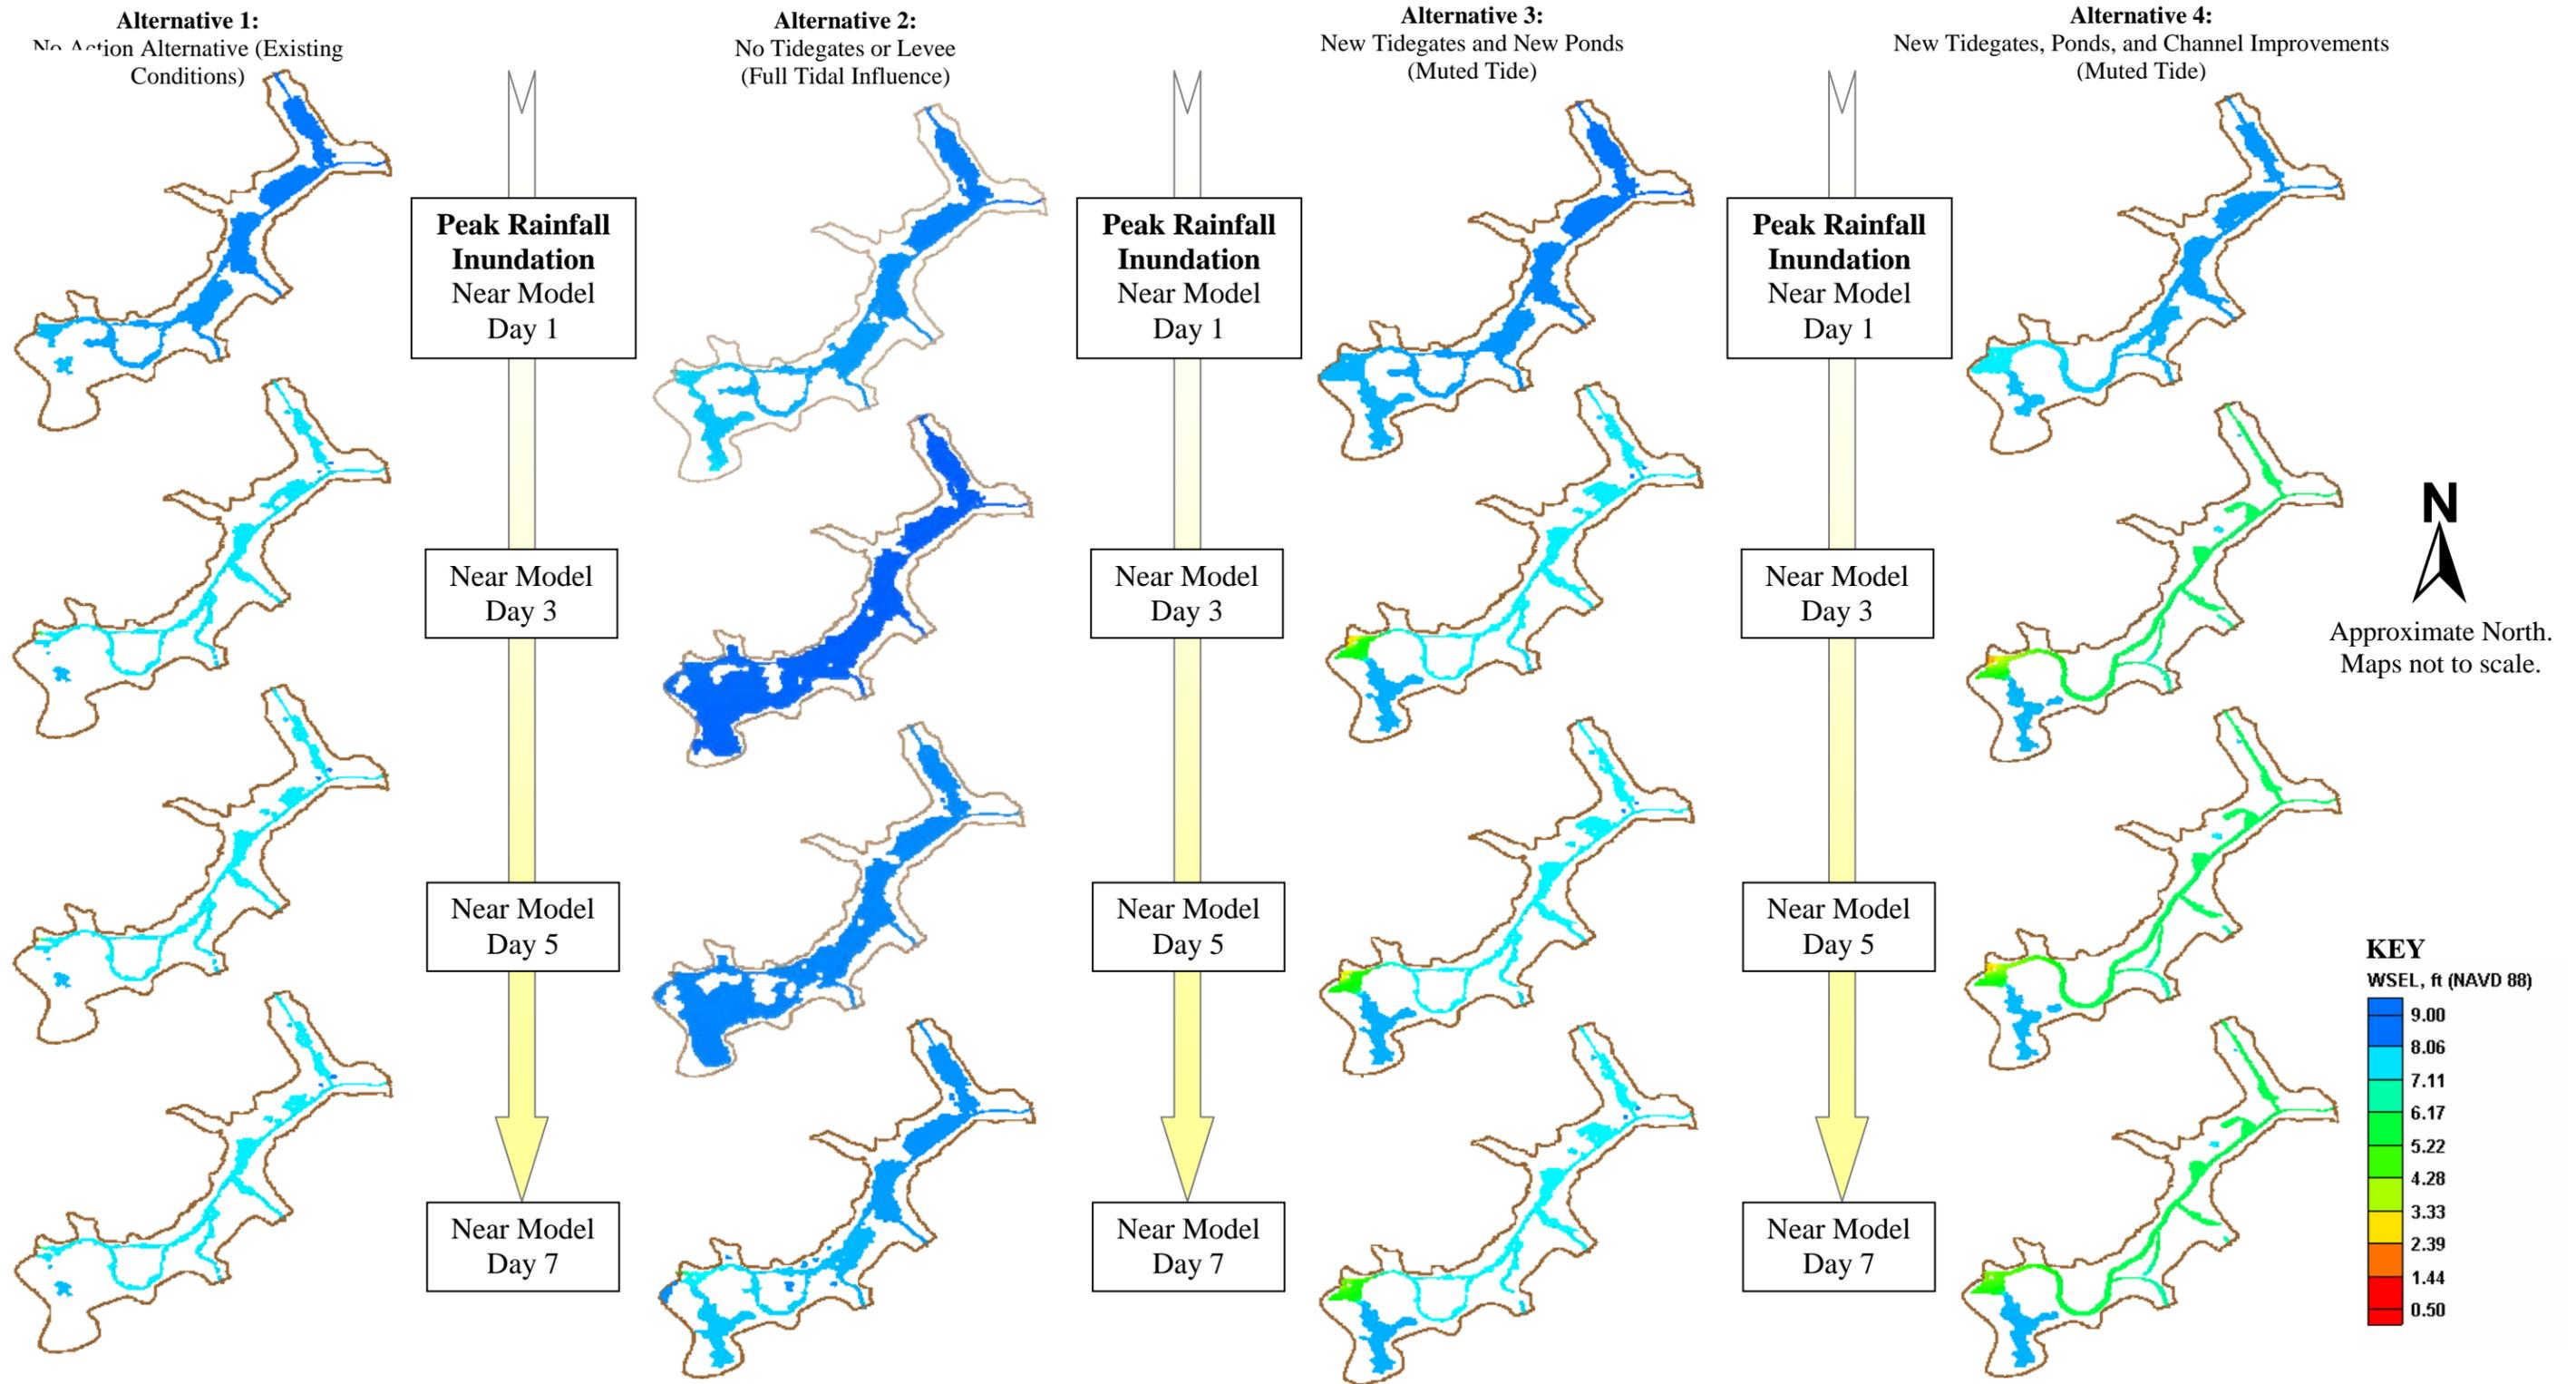 Alternative 1:
No Action Alternative (Existing
Conditions)
Alternative 2:
No Tidegates or Levee
(Full Tidal Influence)
Alternative 3:
New Tidegates and New Ponds
(Muted Tide)
Alternative 4:
New Tidegates, Ponds, and Channel Improvements
(Muted Tide)
Peak Rainfall
Inundation
Near Model
Day 1
Peak Rainfall
Inundation
Near Model
Day 1
Peak Rainfall
Inundation
Near Model
Day 1
Near Model
Day 3
Near Model
Day 3
Near Model
Day 3
N
Approximate North.
Maps not to scale.
Near Model
Day 5
Near Model
Day 5
Near Model
Day 5
KEY
WSEL, ft (NAVD 88)
9.00
8.06
7.11
6.17
5.22
4.28
3.33
2.39
1.44
0.50
Near Model
Day 7
Near Model
Day 7
Near Model
Day 7